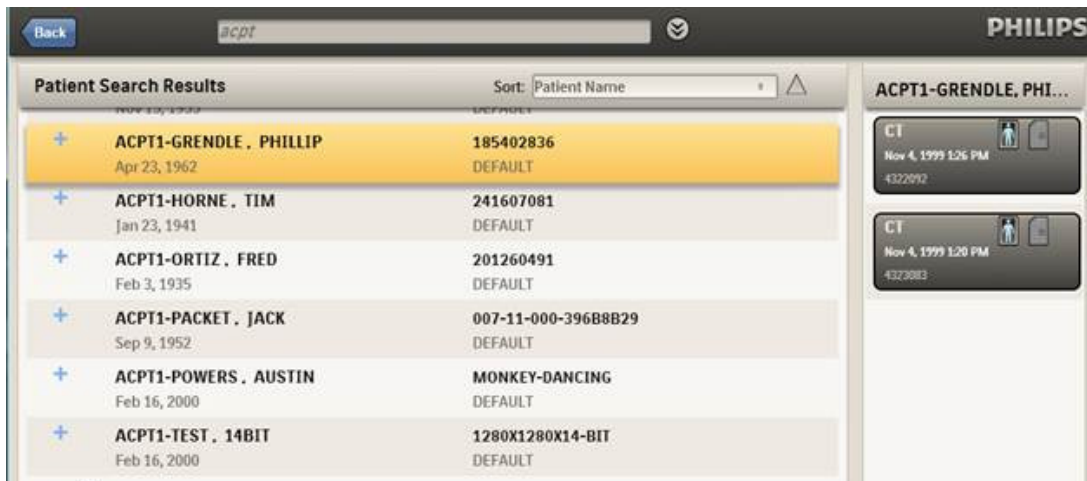 Back
acpt
PHILIPS
Patient Search Results
Sort: Patient Name
ACPT1-GRENDLE, PHI...
DEFAULT
ACPT1-GRENDLE, PHILLIP 185402836
Apr 23, 1962 DEFAULT
ACPT1-HORNE, TIM 241607081
Jan 23, 1941 DEFAULT
ACPT1-ORTIZ, FRED 201260491
Feb 3, 1935 DEFAULT
ACPT1-PACKET, JACK 007-11-000-396B8B29
Sep 9, 1952 DEFAULT
ACPT1-POWERS, AUSTIN MONKEY-DANCING
Feb 16, 2000 DEFAULT
ACPT1-TEST, 14BIT 1280X1280X14-BIT
Feb 16, 2000 DEFAULT
CT
Nov 4, 1999 1:26 PM
4322092
CT
Nov 4, 1999 1:20 PM
4323083